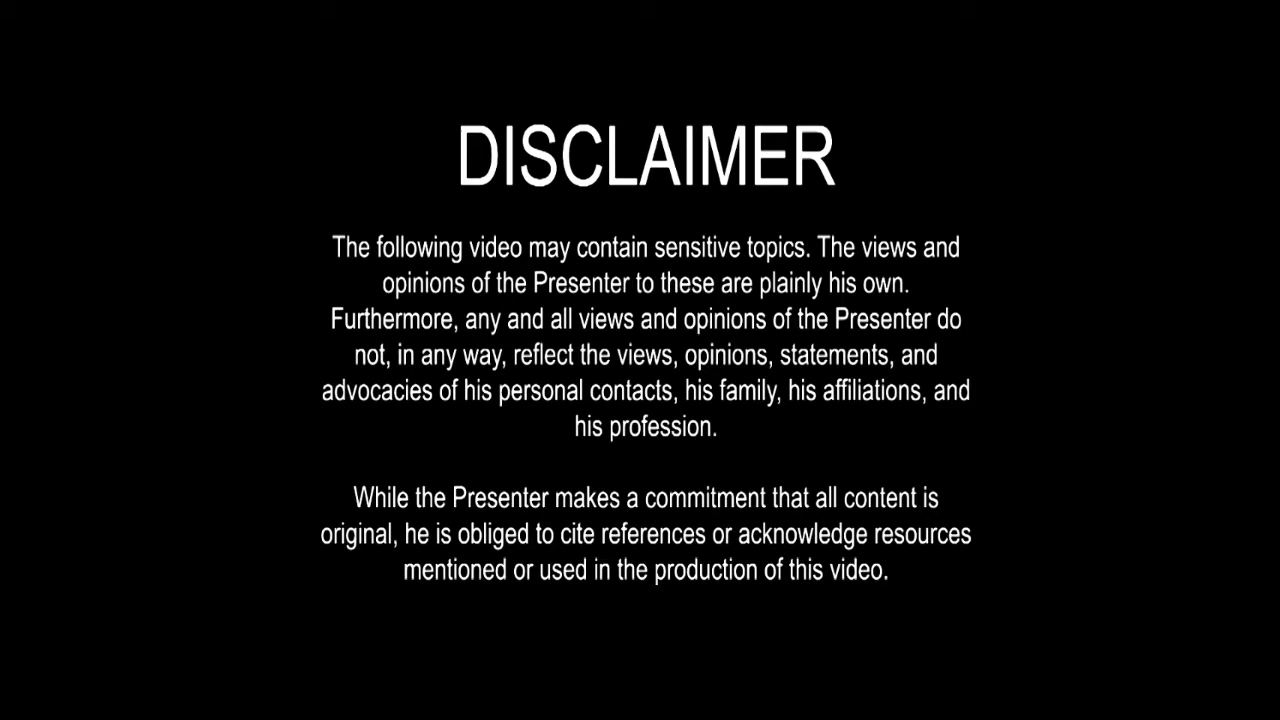 DISCLAIMER
The following video may contain sensitive topics. The views and
opinions of the Presenter to these are plainly his own.
Furthermore, any and all views and opinions of the Presenter do
not, in any way, reflect the views, opinions, statements, and
advocacies of his personal contacts, his family, his affiliations, and
his profession.
While the Presenter makes a commitment that all content is
original, he is obliged to cite references or acknowledge resources
mentioned or used in the production of this video.